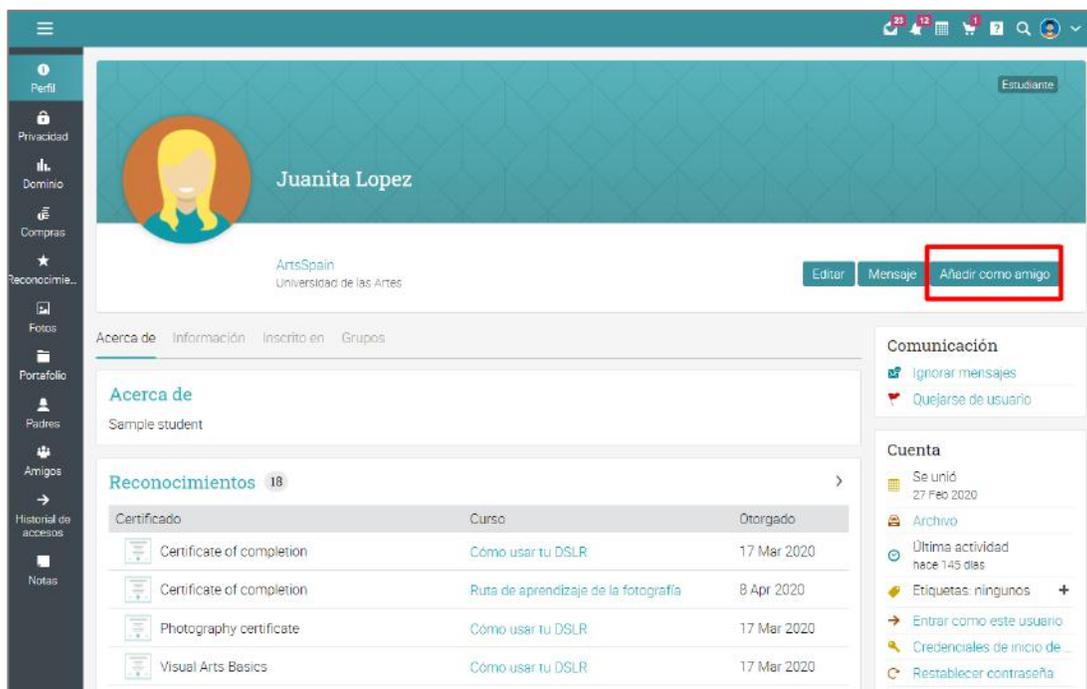 23 12 1
Perfil
Privacidad
Dominio
Compras
Reconocimie...
Fotos
Portafolio
Padres
Amigos
Historial de
accesos
Notas
Estudiante
Juanita Lopez
ArtsSpain
Universidad de las Artes
Editar Mensaje Añadir como amigo
Acerca de Información Inscrito en Grupos
Acerca de
Sample student
Reconocimientos 18 >
Certificado Curso Otorgado
Certificate of completion Cómo usar tu DSLR 17 Mar 2020
Certificate of completion Ruta de aprendizaje de la fotografía 8 Apr 2020
Photography certificate Cómo usar tu DSLR 17 Mar 2020
Visual Arts Basics Cómo usar tu DSLR 17 Mar 2020
Comunicación
Ignorar mensajes
Quejarse de usuario
Cuenta
Se unió
27 Feb 2020
Archivo
Última actividad
hace 145 días
Etiquetas: ningunos +
Entrar como este usuario
Credenciales de inicio de ...
Restablecer contraseña